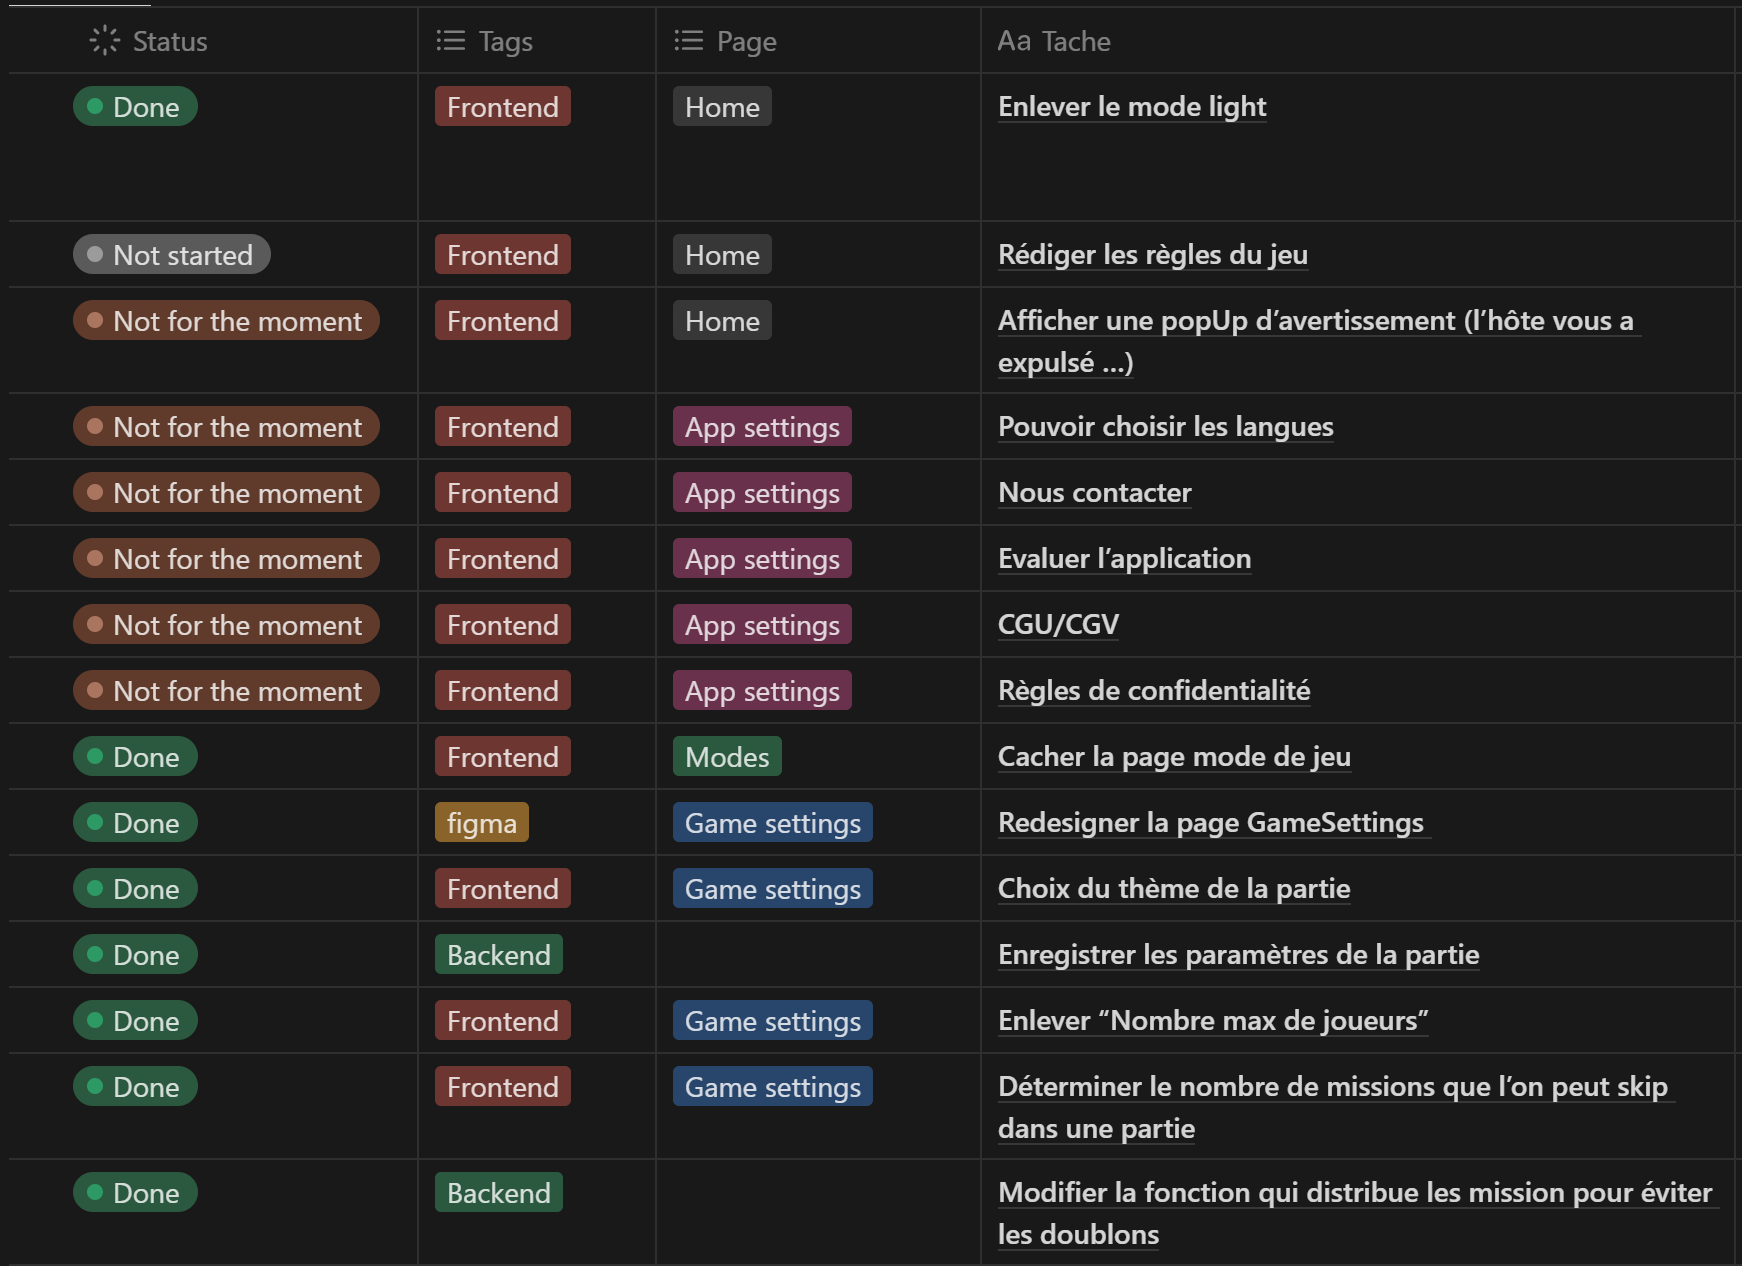 Status Tags Page Aa Tache
Done Frontend Home Enlever le mode light
Not started Frontend Home Rédiger les règles du jeu
Not for the moment Frontend Home Afficher une popUp d’avertissement (l’hôte vous a
expulsé ...)
Not for the moment Frontend App settings Pouvoir choisir les langues
Not for the moment Frontend App settings Nous contacter
Not for the moment Frontend App settings Evaluer l’application
Not for the moment Frontend App settings CGU/CGV
Not for the moment Frontend App settings Règles de confidentialité
Done Frontend Modes Cacher la page mode de jeu
Done figma Game settings Redesigner la page GameSettings
Done Frontend Game settings Choix du thème de la partie
Done Backend Enregistrer les paramètres de la partie
Done Frontend Game settings Enlever “Nombre max de joueurs”
Done Frontend Game settings Déterminer le nombre de missions que l’on peut skip
dans une partie
Done Backend Modifier la fonction qui distribue les mission pour éviter
les doublons